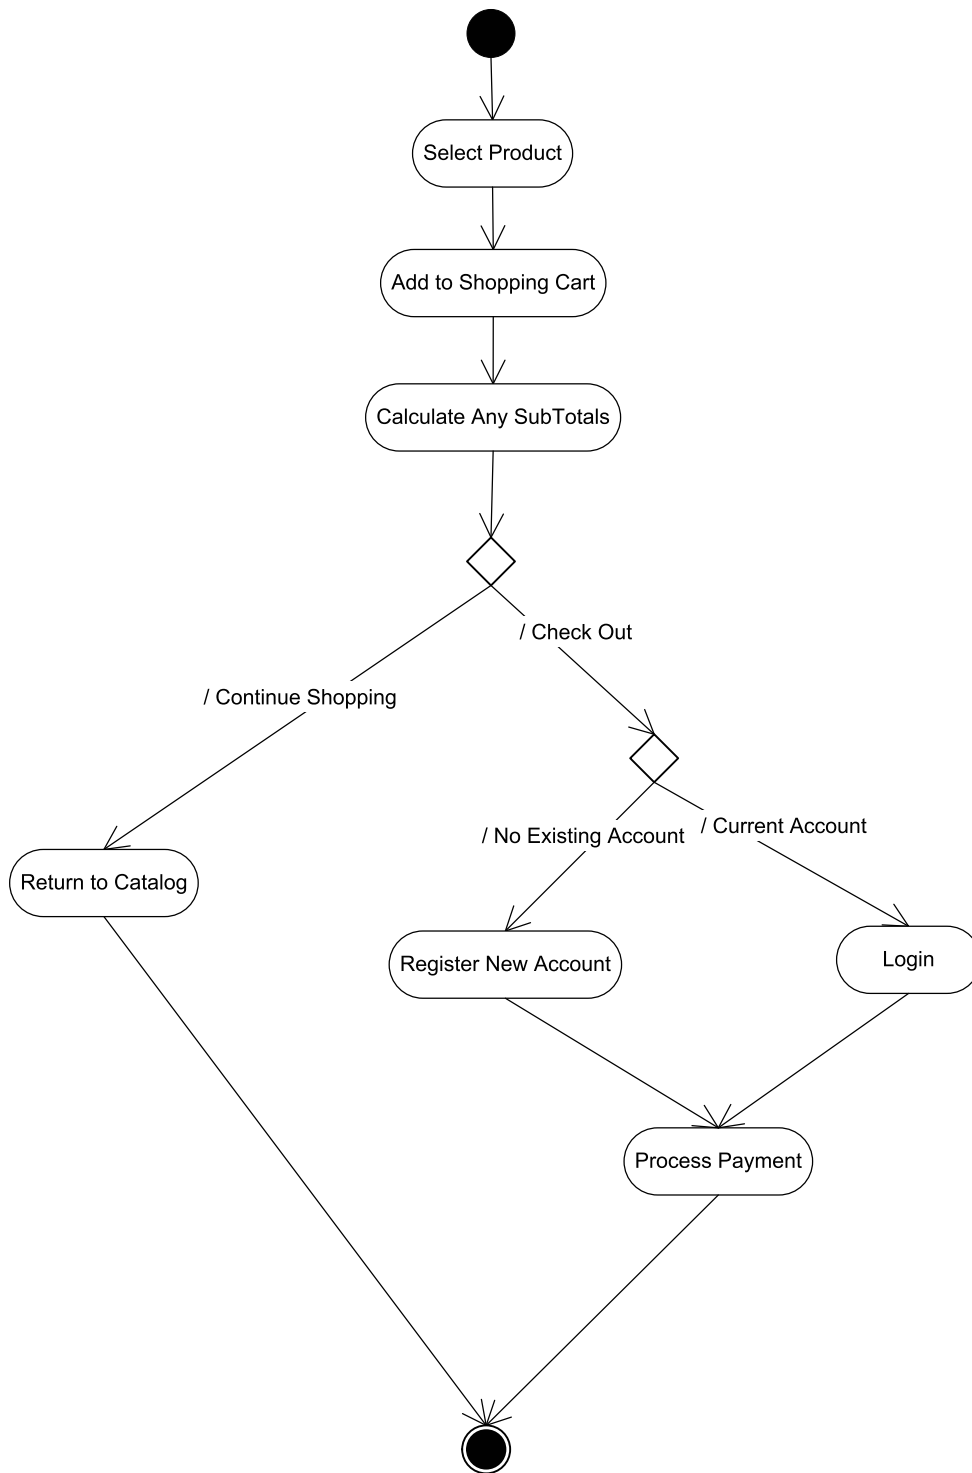 Select Product
Add to Shopping Cart
Calculate Any SubTotals
/ Check Out
/ Continue Shopping
/ No Existing Account
/ Current Account
Return to Catalog
Register New Account
Login
Process Payment